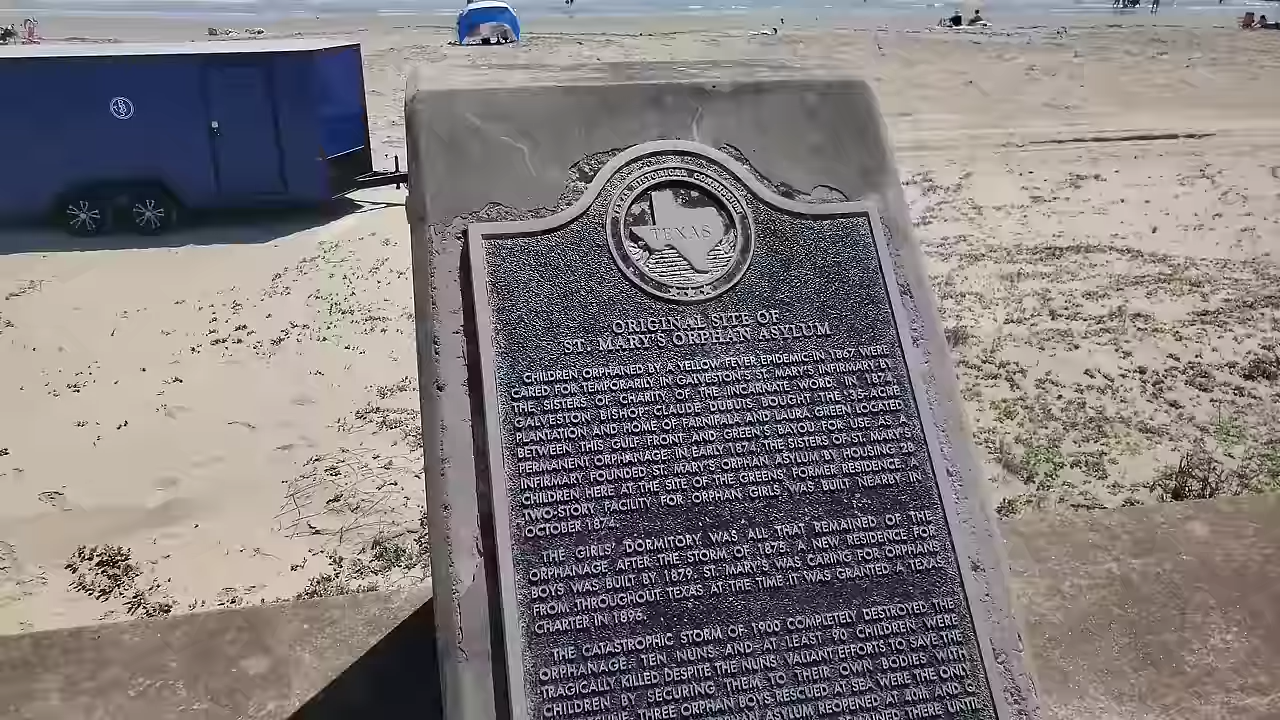 TEXAS HISTORICAL COMMISSION
TEXAS
ORIGINAL SITE OF
ST. MARY'S ORPHAN ASYLUM
CHILDREN ORPHANED BY A YELLOW FEVER EPIDEMIC IN 1867 WERE
CARED FOR TEMPORARILY IN GALVESTON'S ST. MARY'S INFIRMARY BY
THE SISTERS OF CHARITY OF THE INCARNATE WORD. IN 1874
GALVESTON BISHOP CLAUDE DUBUIS BOUGHT THE 35-ACRE
PLANTATION AND HOME OF FARNIFALD AND LAURA GREEN LOCATED
BETWEEN THIS GULF FRONT AND GREEN'S BAYOU FOR USE AS A
PERMANENT ORPHANAGE. IN EARLY 1874 THE SISTERS OF ST. MARY'S
INFIRMARY FOUNDED ST. MARY'S ORPHAN ASYLUM BY HOUSING 28
CHILDREN HERE AT THE SITE OF THE GREENS' FORMER RESIDENCE. A
TWO-STORY FACILITY FOR ORPHAN GIRLS WAS BUILT NEARBY IN
OCTOBER 1874.
THE GIRLS' DORMITORY WAS ALL THAT REMAINED OF THE
ORPHANAGE AFTER THE STORM OF 1875. A NEW RESIDENCE FOR
BOYS WAS BUILT BY 1879. ST. MARY'S WAS CARING FOR ORPHANS
FROM THROUGHOUT TEXAS AT THE TIME IT WAS GRANTED A TEXAS
CHARTER IN 1896.
THE CATASTROPHIC STORM OF 1900 COMPLETELY DESTROYED THE
ORPHANAGE. TEN NUNS AND AT LEAST 90 CHILDREN WERE
TRAGICALLY KILLED DESPITE THE NUNS' VALIANT EFFORTS TO SAVE THE
CHILDREN BY SECURING THEM TO THEIR OWN BODIES WITH
THREE ORPHAN BOYS RESCUED AT SEA WERE THE ONLY
ORPHAN ASYLUM REOPENED AT 40TH AND Q
REMAINED THERE UNTIL